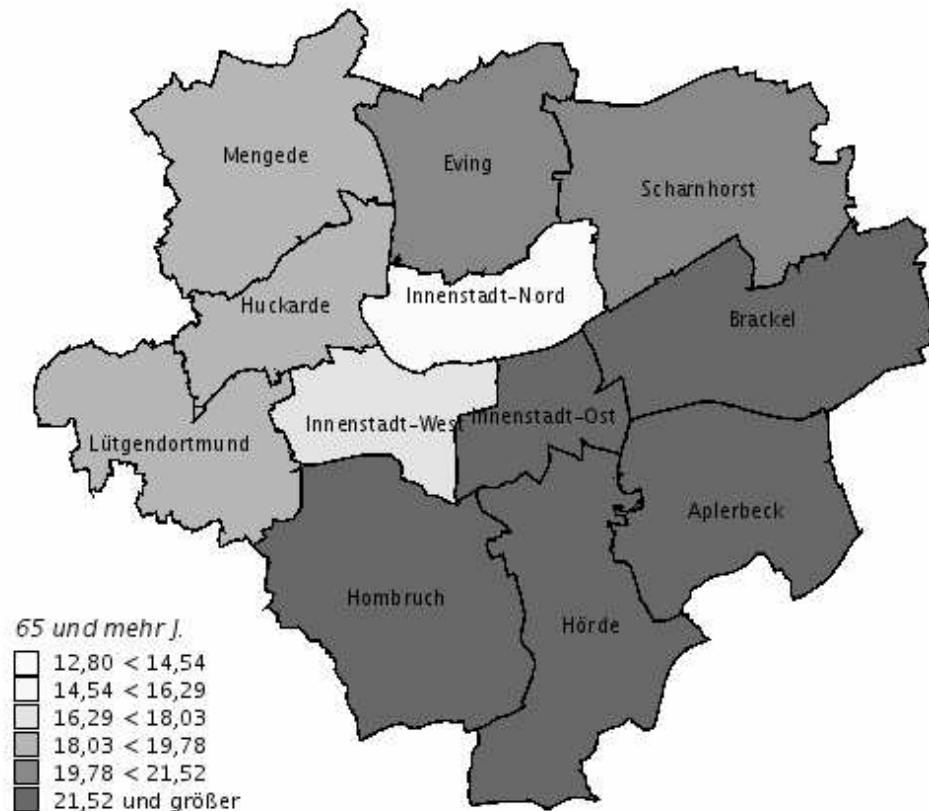 Mengede
Eving
Scharnhorst
Huckarde
Innenstadt-Nord
Brackel
Innenstadt-West
Innenstadt-Ost
Lütgendortmund
Aplerbeck
Hombruch
Hörde
65 und mehr J.
12,80 < 14,54
14,54 < 16,29
16,29 < 18,03
18,03 < 19,78
19,78 < 21,52
21,52 und größer